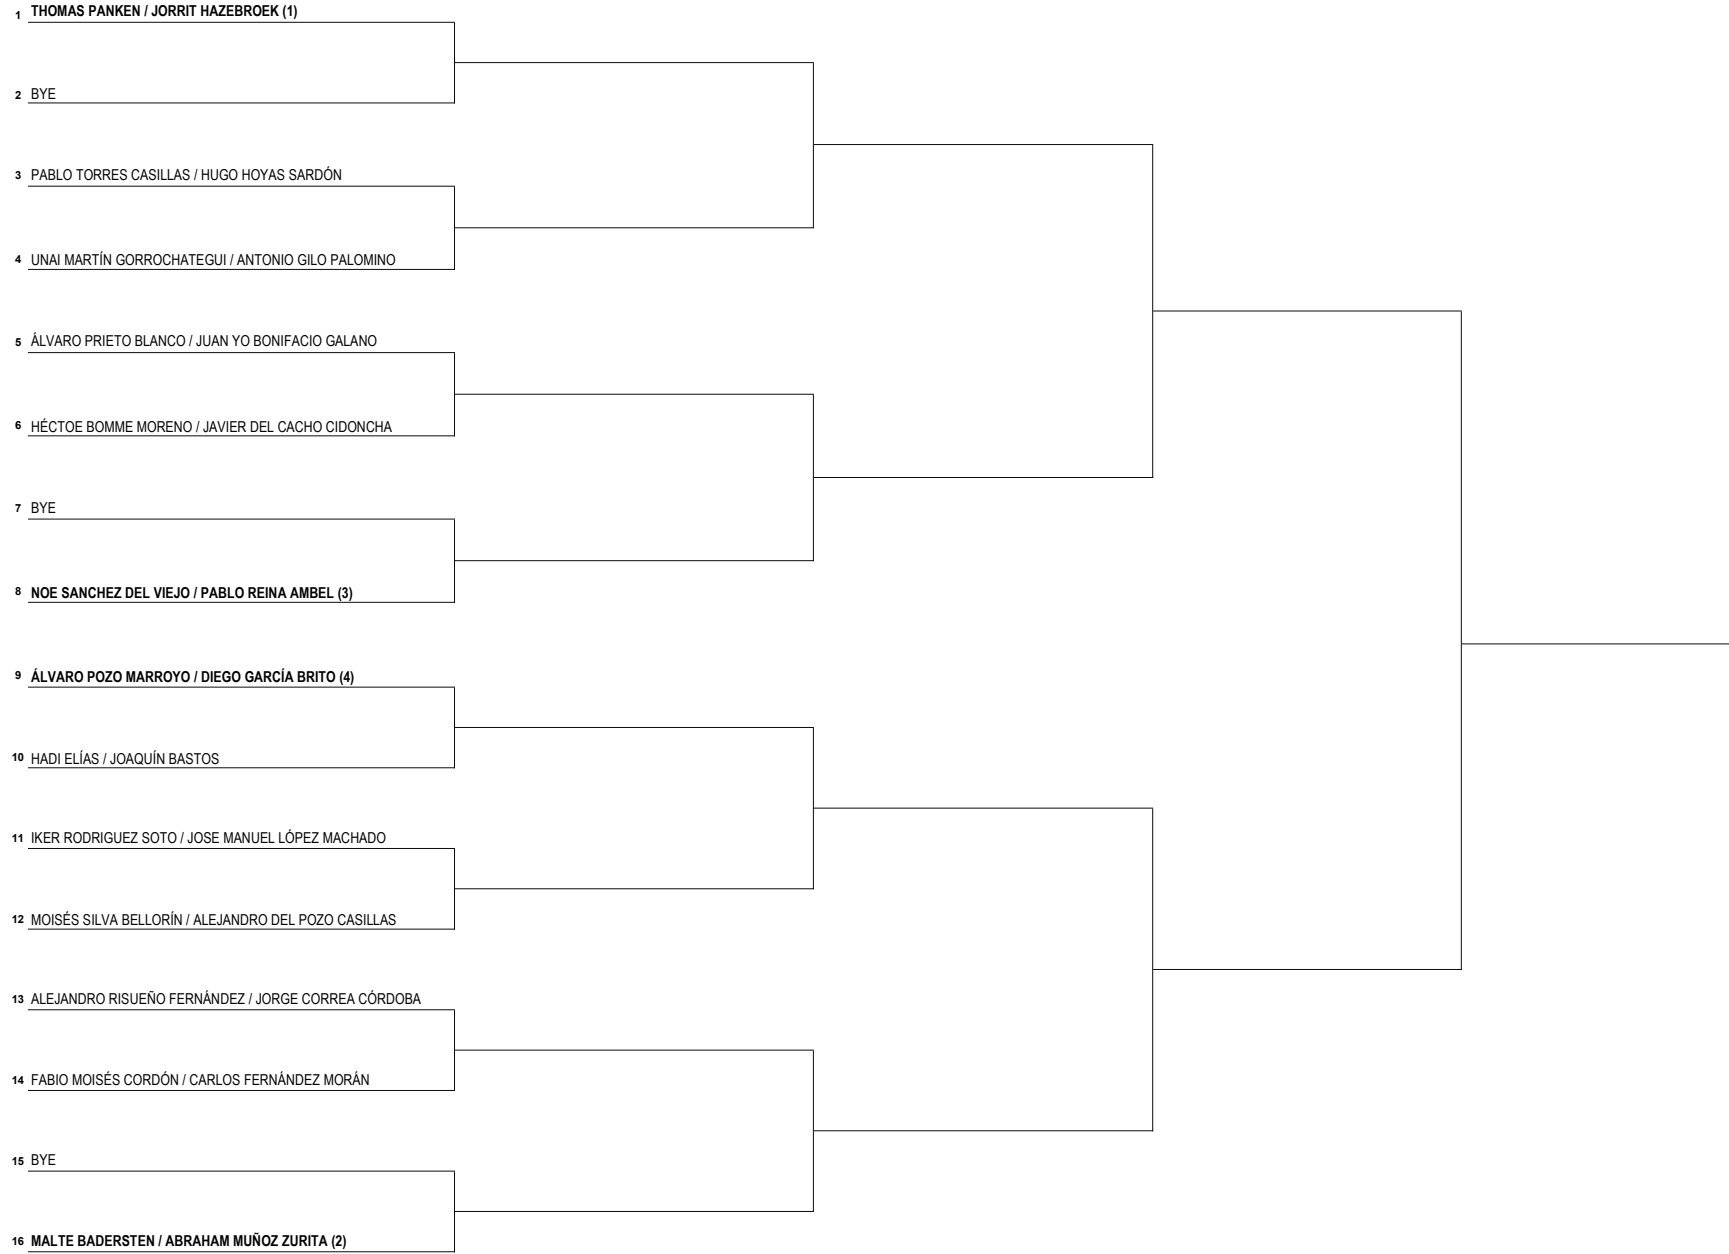 1 THOMAS PANKEN / JORRIT HAZEBROEK (1)
2 BYE
3 PABLO TORRES CASILLAS / HUGO HOYAS SARDÓN
4 UNAI MARTÍN GORROCHATEGUI / ANTONIO GILO PALOMINO
5 ÁLVARO PRIETO BLANCO / JUAN YO BONIFACIO GALANO
6 HÉCTOE BOMME MORENO / JAVIER DEL CACHO CIDONCHA
7 BYE
8 NOE SANCHEZ DEL VIEJO / PABLO REINA AMBEL (3)
9 ÁLVARO POZO MARROYO / DIEGO GARCÍA BRITO (4)
10 HADI ELÍAS / JOAQUÍN BASTOS
11 IKER RODRIGUEZ SOTO / JOSE MANUEL LÓPEZ MACHADO
12 MOISÉS SILVA BELLORÍN / ALEJANDRO DEL POZO CASILLAS
13 ALEJANDRO RISUEÑO FERNÁNDEZ / JORGE CORREA CÓRDOBA
14 FABIO MOISÉS CORDÓN / CARLOS FERNÁNDEZ MORÁN
15 BYE
16 MALTE BADERSTEN / ABRAHAM MUÑOZ ZURITA (2)